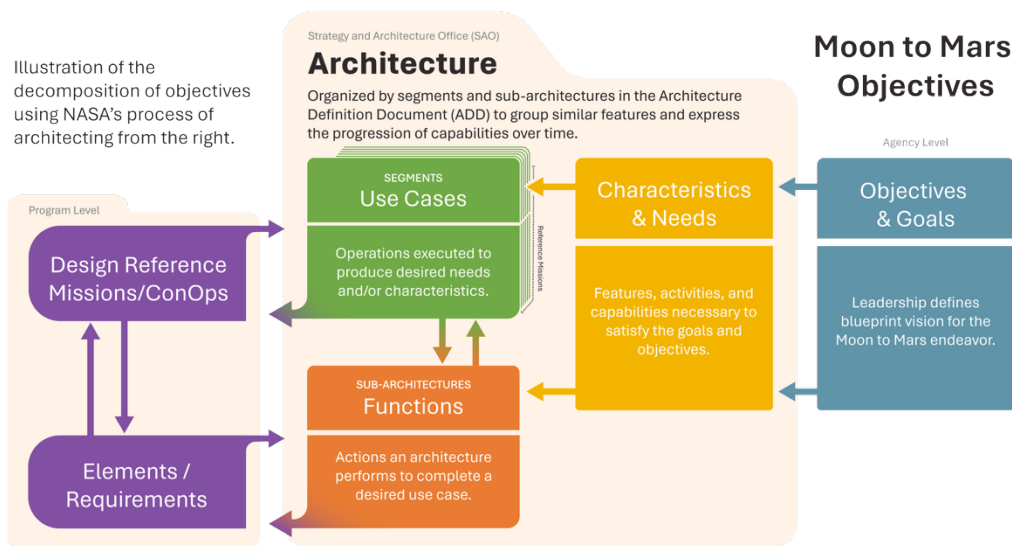 Illustration of the
decomposition of objectives
using NASA's process of
architecting from the right.
Strategy and Architecture Office (SAO)
Architecture
Organized by segments and sub-architectures in the Architecture
Definition Document (ADD) to group similar features and express
the progression of capabilities over time.
Moon to Mars
Objectives
Agency Level
Program Level
Design Reference
Missions/ConOps
Elements /
Requirements
SEGMENTS
Use Cases
Operations executed to
produce desired needs
and/or characteristics.
Reference Missions
SUB-ARCHITECTURES
Functions
Actions an architecture
performs to complete a
desired use case.
Characteristics
& Needs
Features, activities, and
capabilities necessary to
satisfy the goals and
objectives.
Objectives
& Goals
Leadership defines
blueprint vision for the
Moon to Mars endeavor.